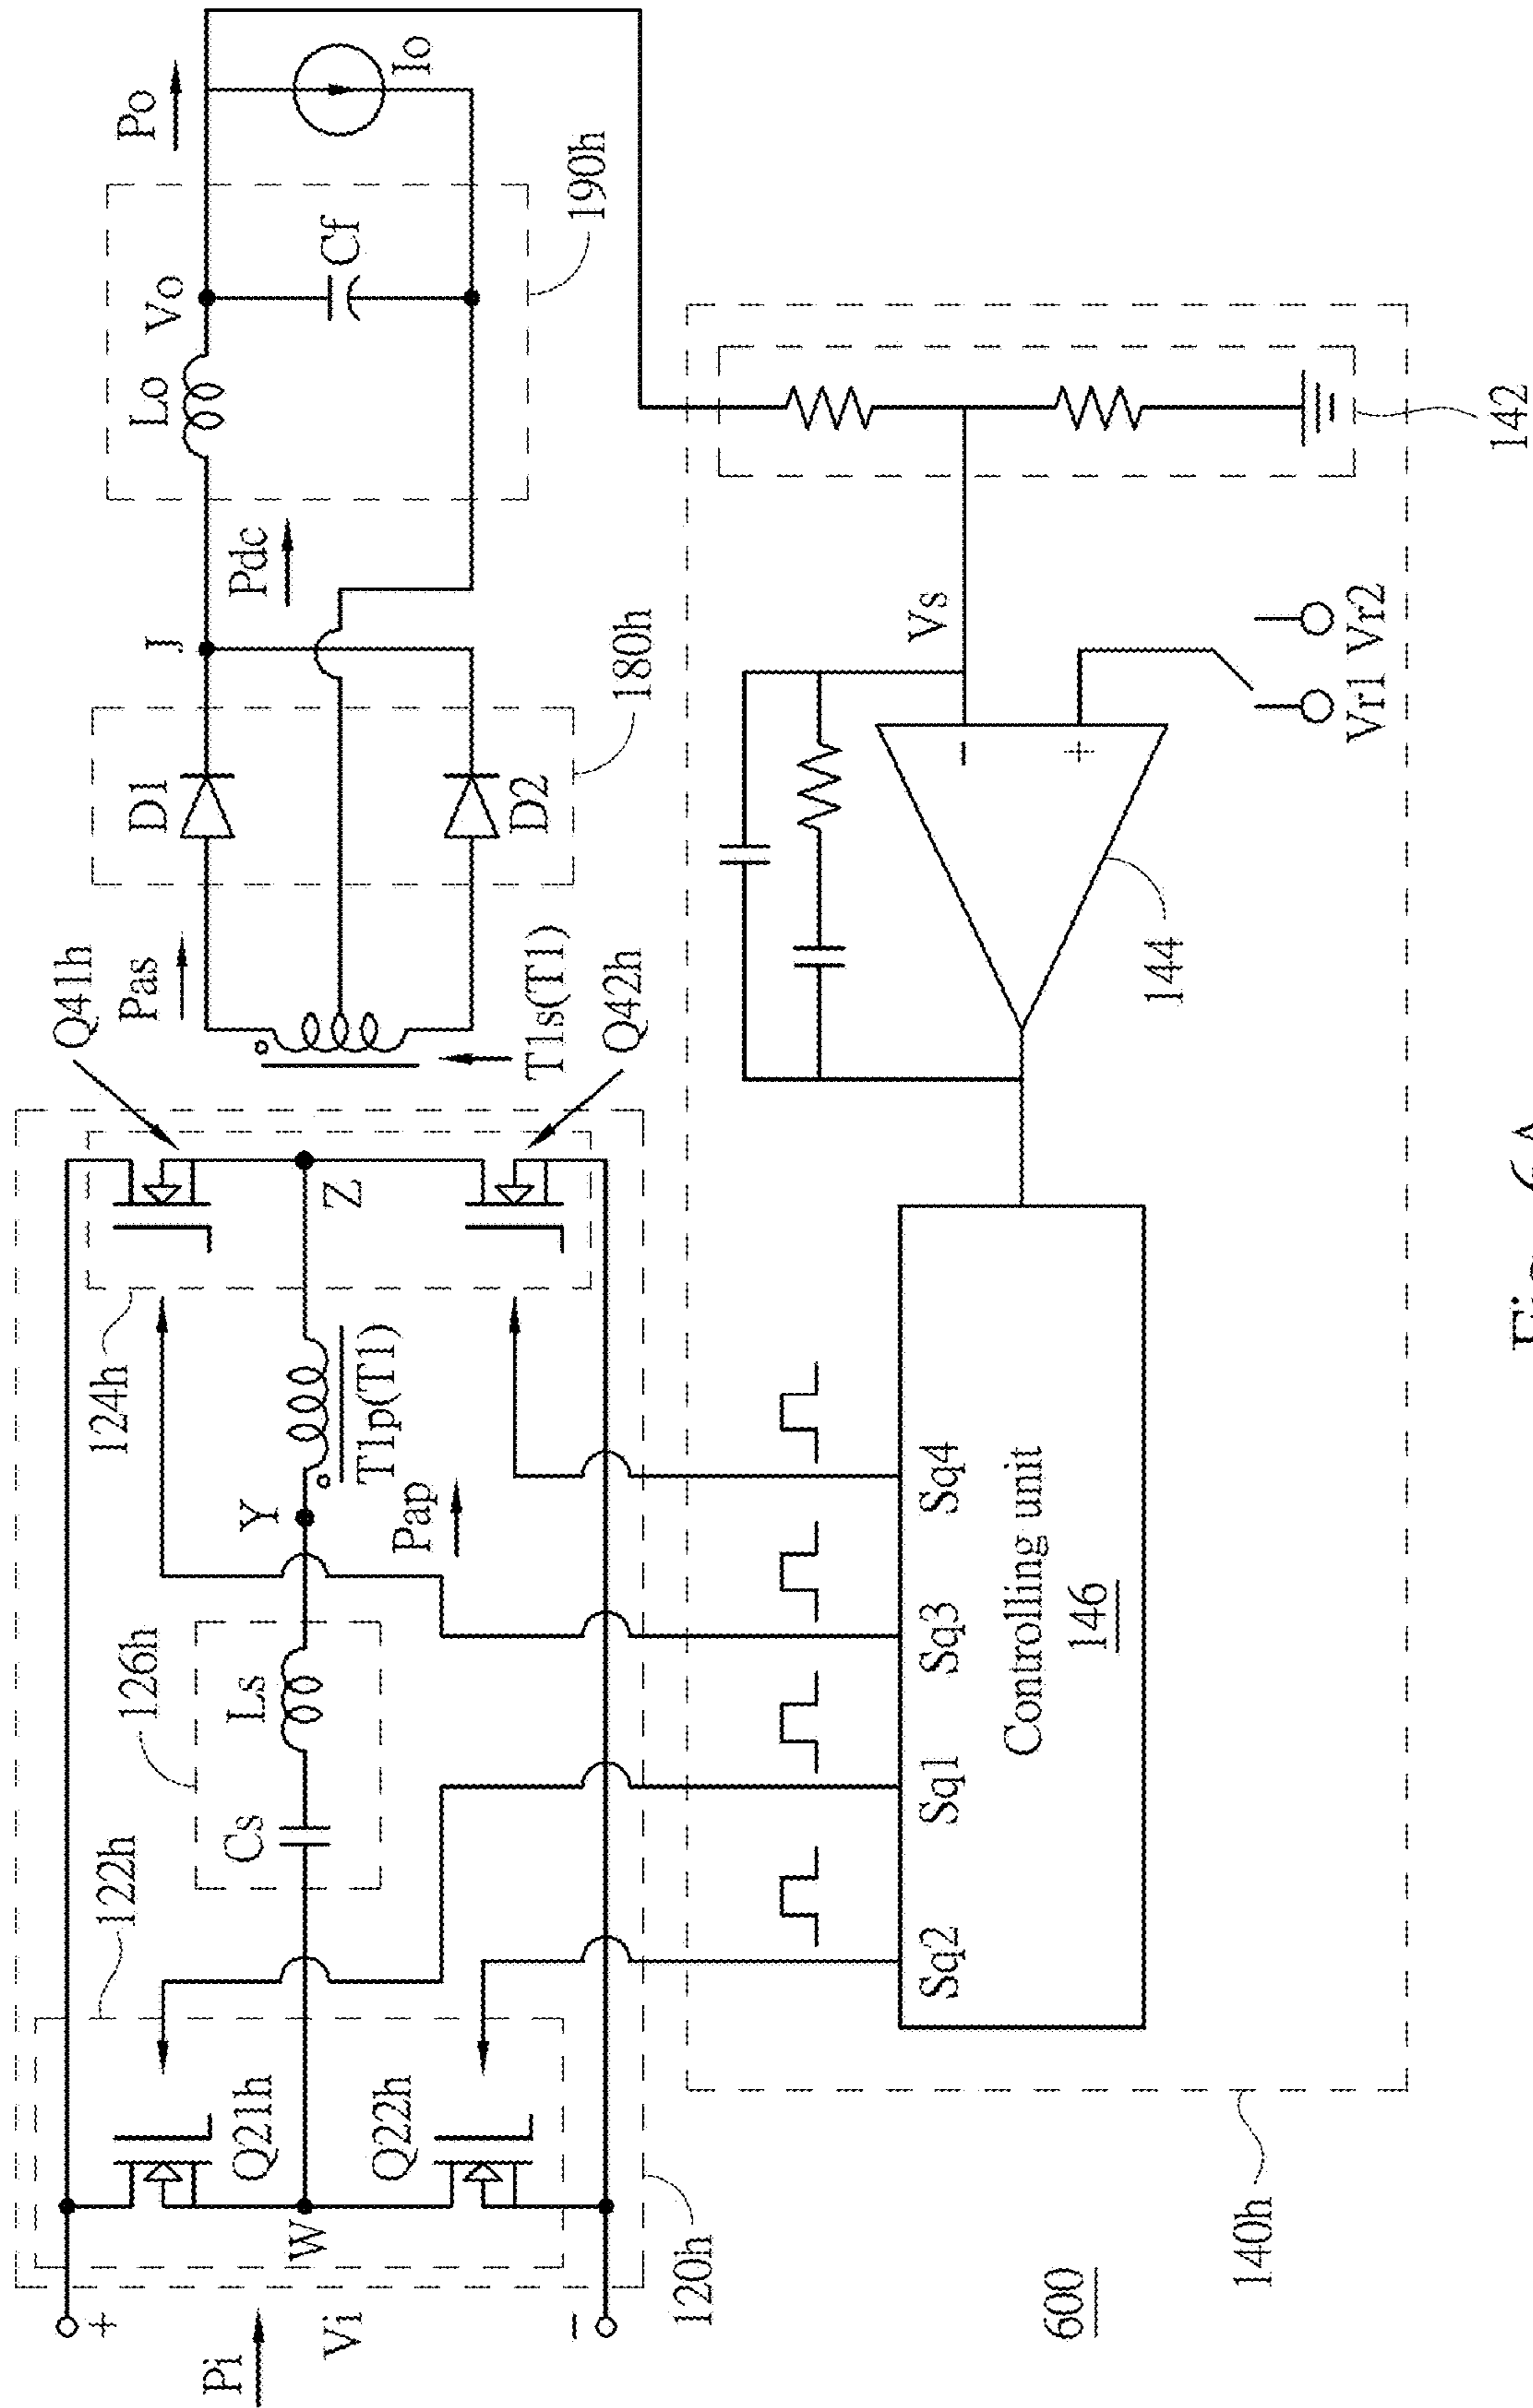 Pi
Vi
+
−
W
Q21h
Q22h
122h
120h
Cs
Ls
126h
Y
T1p(T1)
Pap
124h
Z
Q41h
Q42h
T1s(T1)
Pas
D1
D2
180h
J
Pdc
Lo
Vo
Cf
190h
Po
Io
600
140h
Sq2
Sq1
Sq3
Sq4
Controlling unit
146
144
−
+
Vs
Vr1
Vr2
142
Fig. 6A